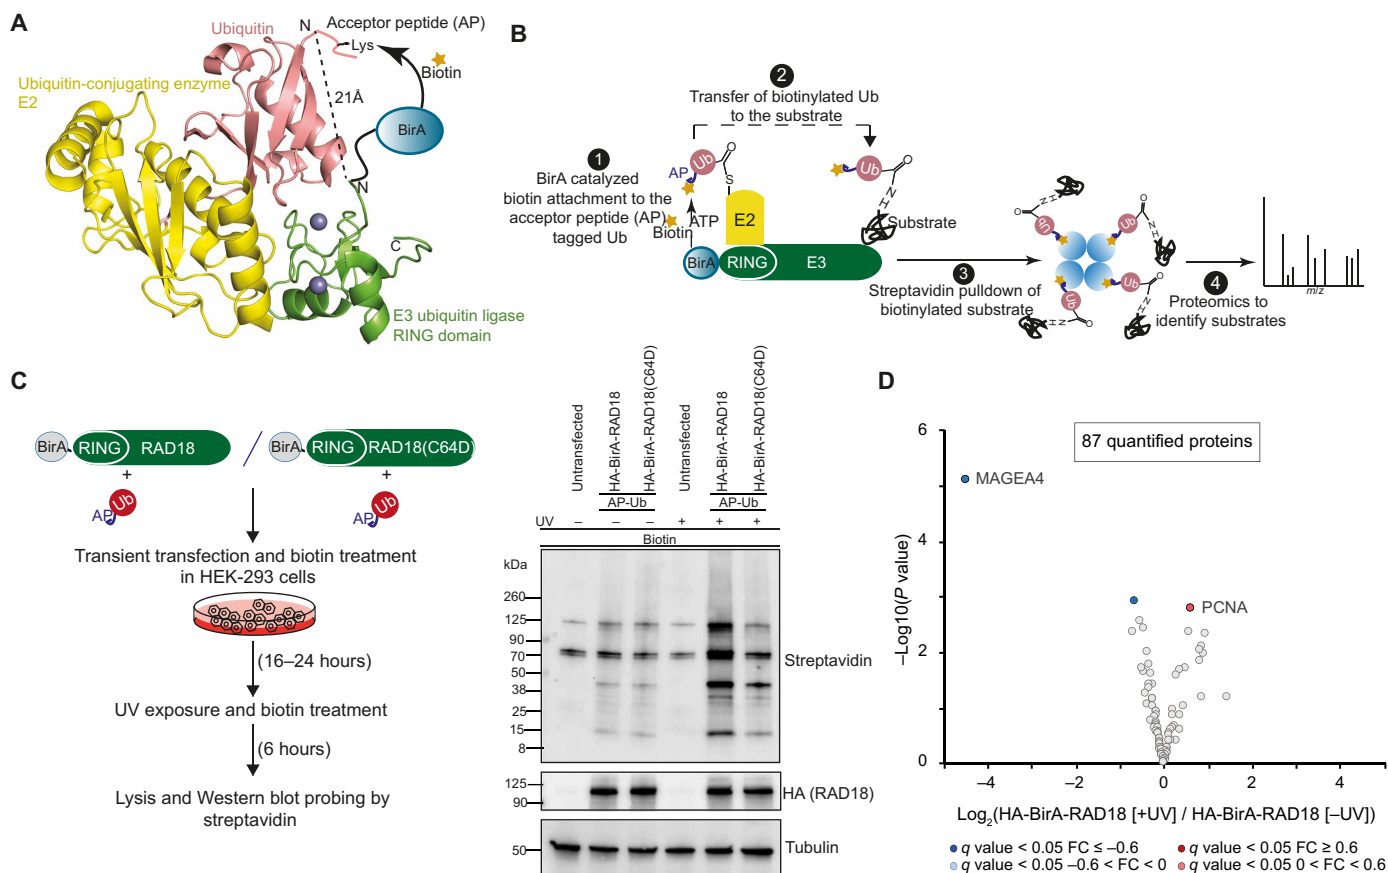 A
Ubiquitin
N
Acceptor peptide (AP)
Lys
Biotin
Ubiquitin-conjugating enzyme
E2
21Å
BirA
N
C
E3 ubiquitin ligase
RING domain
B
2
Transfer of biotinylated Ub
to the substrate
1
BirA catalyzed
biotin attachment to the
acceptor peptide (AP)
tagged Ub
AP
Ub
O
S
Biotin
ATP
E2
BirA
RING
E3
Ub
O
N
H
Substrate
3
Streptavidin pulldown of
biotinylated substrate
O
N
H
Ub
Ub
O
N
H
Ub
O
N
H
Ub
O
N
H
4
Proteomics to
identify substrates
m/z
C
BirA
RING
RAD18
BirA
RING
RAD18(C64D)
+
+
AP
Ub
AP
Ub
Transient transfection and biotin treatment
in HEK-293 cells
(16–24 hours)
UV exposure and biotin treatment
(6 hours)
Lysis and Western blot probing by
streptavidin
Untransfected
HA-BirA-RAD18
HA-BirA-RAD18(C64D)
Untransfected
HA-BirA-RAD18
HA-BirA-RAD18(C64D)
AP-Ub
AP-Ub
UV – – – + + +
Biotin
kDa
260
125
90
70
50
38
25
15
8
Streptavidin
125
90
HA (RAD18)
50
Tubulin
D
87 quantified proteins
MAGEA4
PCNA
–Log10(P value)
6
4
2
0
–4
–2
0
2
4
Log2(HA-BirA-RAD18 [+UV] / HA-BirA-RAD18 [–UV])
q value < 0.05 FC ≤ –0.6
q value < 0.05 FC ≥ 0.6
q value < 0.05 –0.6 < FC < 0
q value < 0.05 0 < FC < 0.6